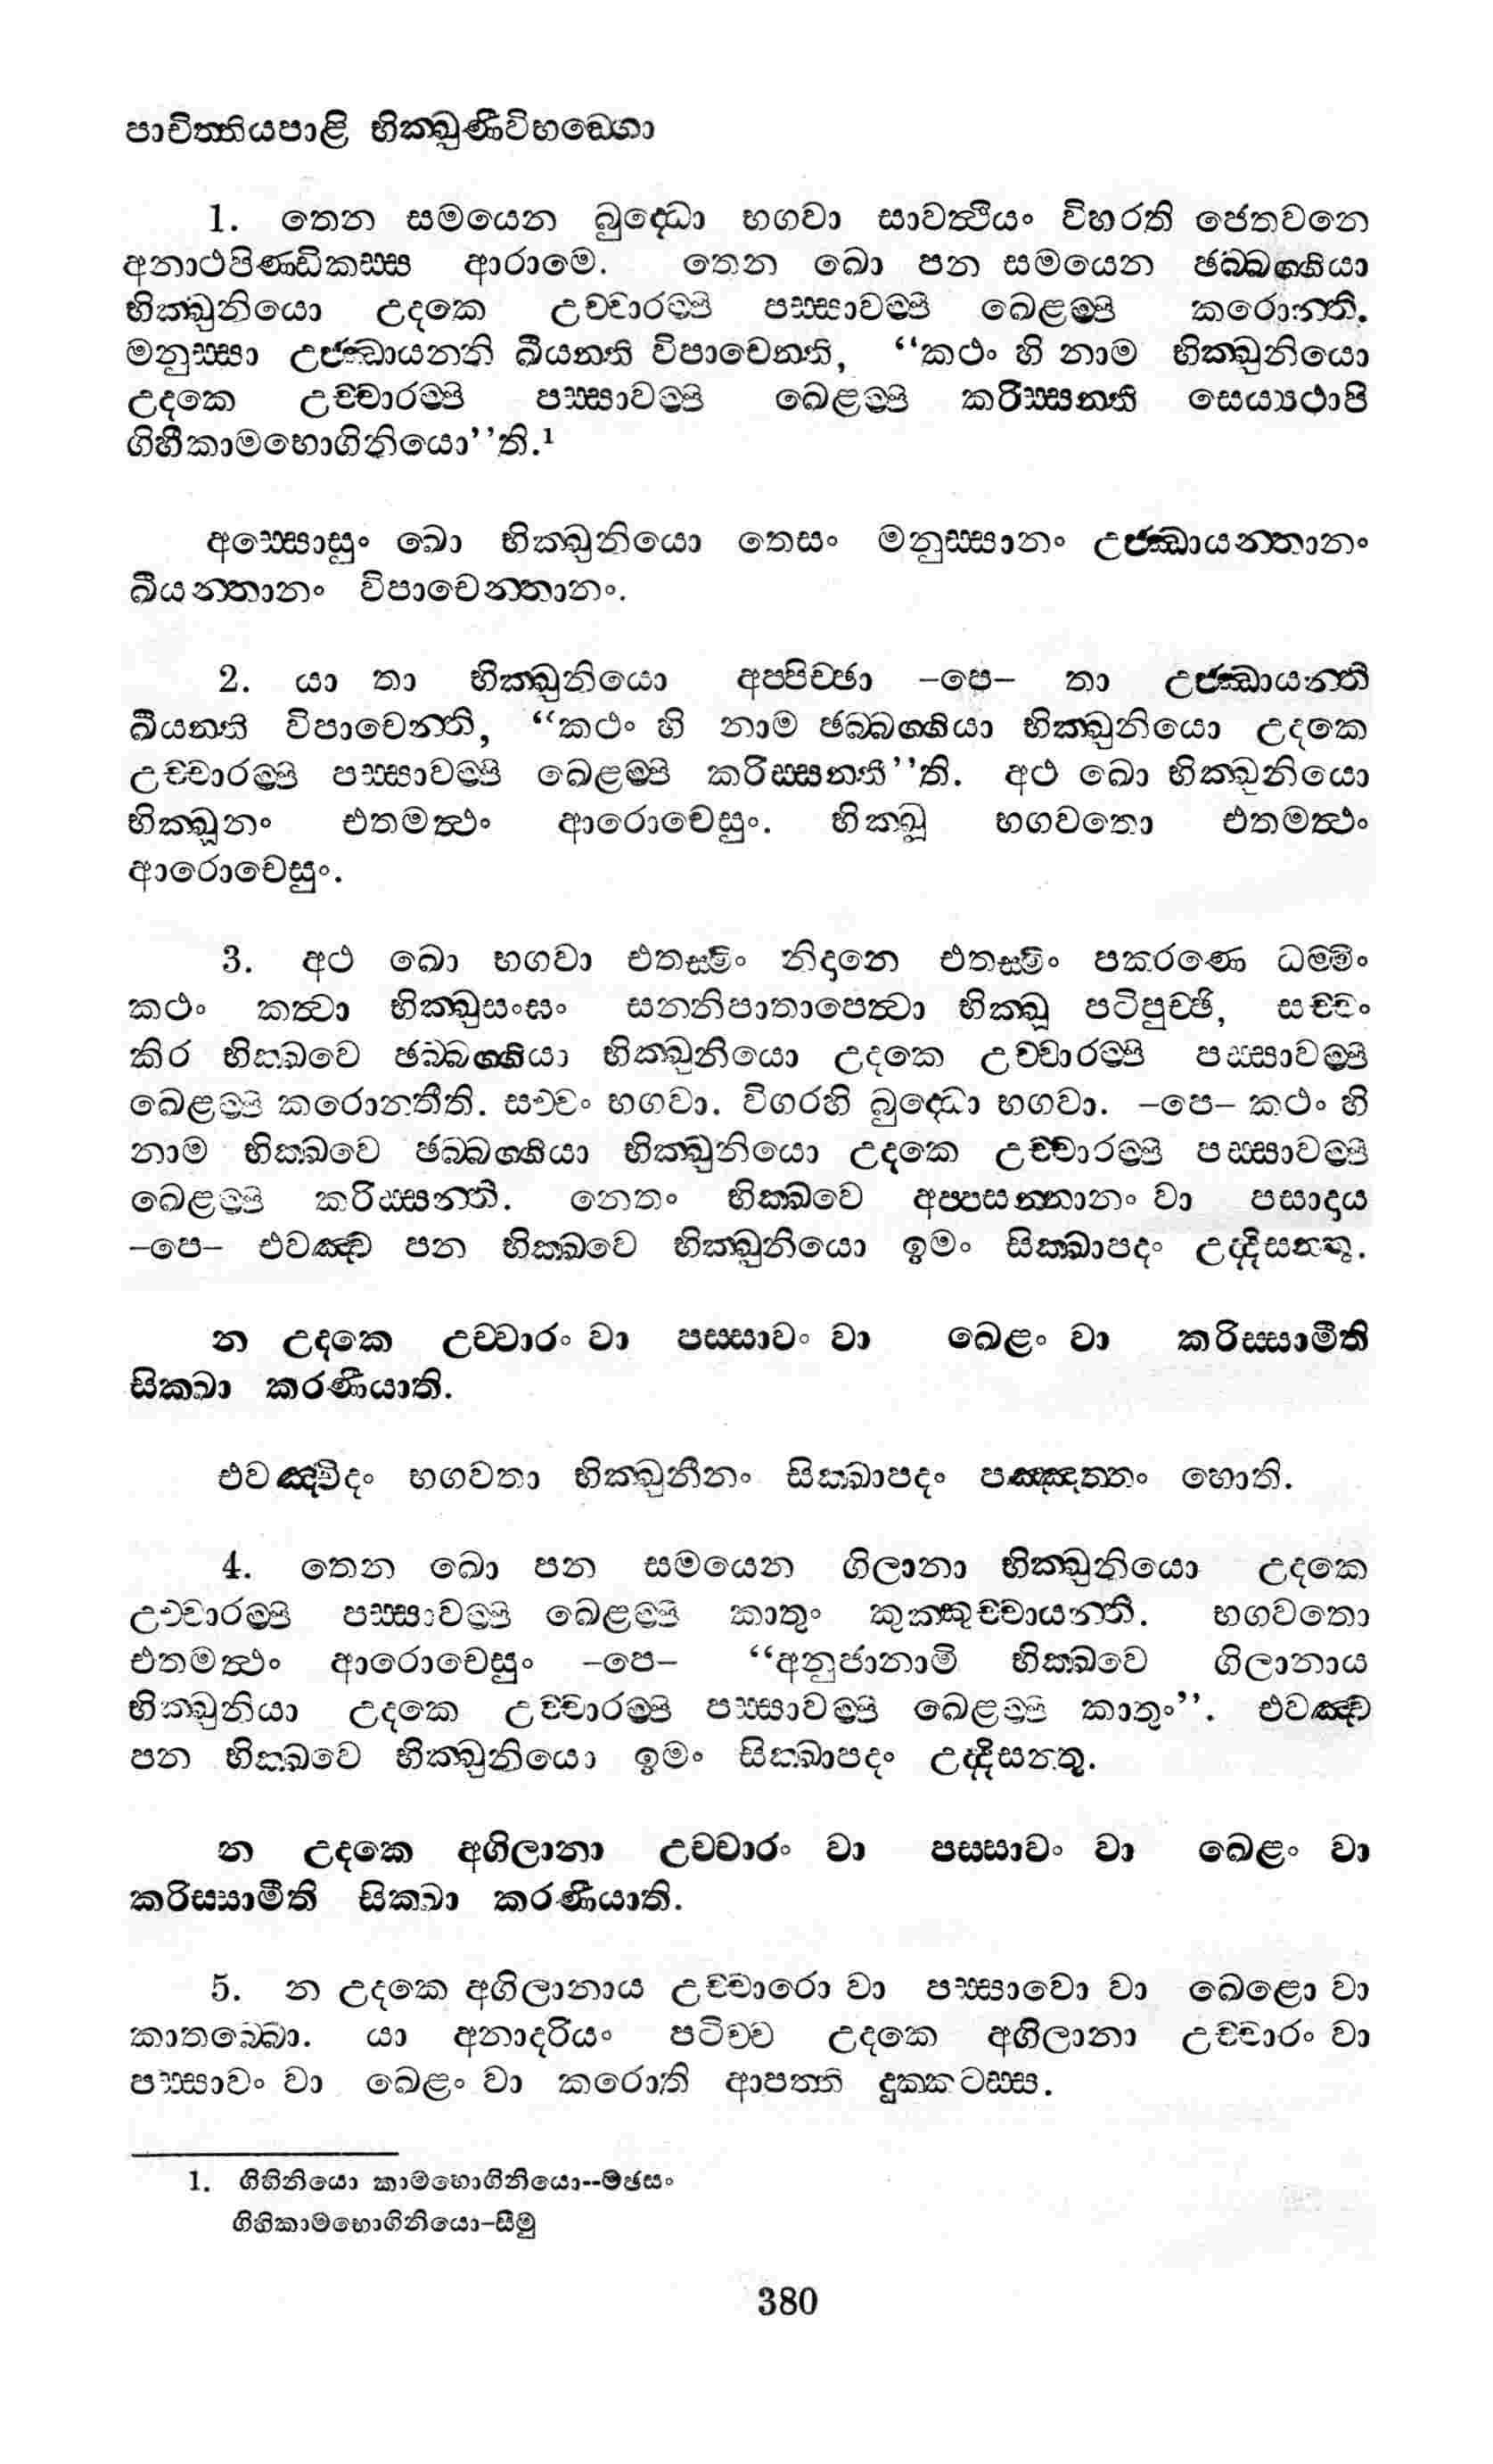 පාචිත්තියපාළි භික්ඛුණීවිභඞ්ගො
1. තෙන සමයෙන බුද්ධො භගවා සාවත්ථියං විහරති ජෙතවනෙ
අනාථපිණ්ඩිකස්ස ආරාමෙ. තෙන ඛො පන සමයෙන ඡබ්බග්ගියා
භික්ඛුනියො උදකෙ උච්චාරම්පි පස්සාවම්පි ඛෙළම්පි කරොන්ති.
මනුස්සා උජ්ඣායන්ති ඛීයන්ති විපාචෙන්ති, “කථං හි නාම භික්ඛුනියො
උදකෙ උච්චාරම්පි පස්සාවම්පි ඛෙළම්පි කරිස්සන්ති සෙය්‍යථාපි
ගිහීකාමභොගිනියො’’ති.¹
අස්සොසුං ඛො භික්ඛුනියො තෙසං මනුස්සානං උජ්ඣායන්තානං
ඛීයන්තානං විපාචෙන්තානං.
2. යා තා භික්ඛුනියො අප්පිච්ඡා –පෙ– තා උජ්ඣායන්ති
ඛීයන්ති විපාචෙන්ති, “කථං හි නාම ඡබ්බග්ගියා භික්ඛුනියො උදකෙ
උච්චාරම්පි පස්සාවම්පි ඛෙළම්පි කරිස්සන්තී’’ති. අථ ඛො භික්ඛුනියො
භික්ඛූනං එතමත්ථං ආරොචෙසුං. භික්ඛූ භගවතො එතමත්ථං
ආරොචෙසුං.
3. අථ ඛො භගවා එතස්මිං නිදානෙ එතස්මිං පකරණෙ ධම්මිං
කථං කත්වා භික්ඛුසංඝං සන්නිපාතාපෙත්වා භික්ඛූ පටිපුච්ඡි, සච්චං
කිර භික්ඛවෙ ඡබ්බග්ගියා භික්ඛුනියො උදකෙ උච්චාරම්පි පස්සාවම්පි
ඛෙළම්පි කරොන්තීති. සච්චං භගවා. විගරහි බුද්ධො භගවා. –පෙ– කථං හි
නාම භික්ඛවෙ ඡබ්බග්ගියා භික්ඛුනියො උදකෙ උච්චාරම්පි පස්සාවම්පි
ඛෙළම්පි කරිස්සන්ති. නෙතං භික්ඛවෙ අප්පසන්නානං වා පසාදාය
–පෙ– එවඤ්ච පන භික්ඛවෙ භික්ඛුනියො ඉමං සික්ඛාපදං උද්දිසන්තු.
න උදකෙ උච්චාරං වා පස්සාවං වා ඛෙළං වා කරිස්සාමීති
සික්ඛා කරණීයාති.
එවඤ්චිදං භගවතා භික්ඛුනීනං සික්ඛාපදං පඤ්ඤත්තං හොති.
4. තෙන ඛො පන සමයෙන ගිලානා භික්ඛුනියො උදකෙ
උච්චාරම්පි පස්සාවම්පි ඛෙළම්පි කාතුං කුක්කුච්චායන්ති. භගවතො
එතමත්ථං ආරොචෙසුං –පෙ– “අනුජානාමි භික්ඛවෙ ගිලානාය
භික්ඛුනියා උදකෙ උච්චාරම්පි පස්සාවම්පි ඛෙළම්පි කාතුං’’. එවඤ්ච
පන භික්ඛවෙ භික්ඛුනියො ඉමං සික්ඛාපදං උද්දිසන්තු.
න උදකෙ අගිලානා උච්චාරං වා පස්සාවං වා ඛෙළං වා
කරිස්සාමීති සික්ඛා කරණීයාති.
5. න උදකෙ අගිලානාය උච්චාරො වා පස්සාවො වා ඛෙළො වා
කාතබ්බො. යා අනාදරියං පටිච්ච උදකෙ අගිලානා උච්චාරං වා
පස්සාවං වා ඛෙළං වා කරොති ආපත්ති දුක්කටස්ස.
1. ගිහිනියො කාමභොගිනියො--මඡසං
ගිහිකාමභොගිනියො–සීමු
380